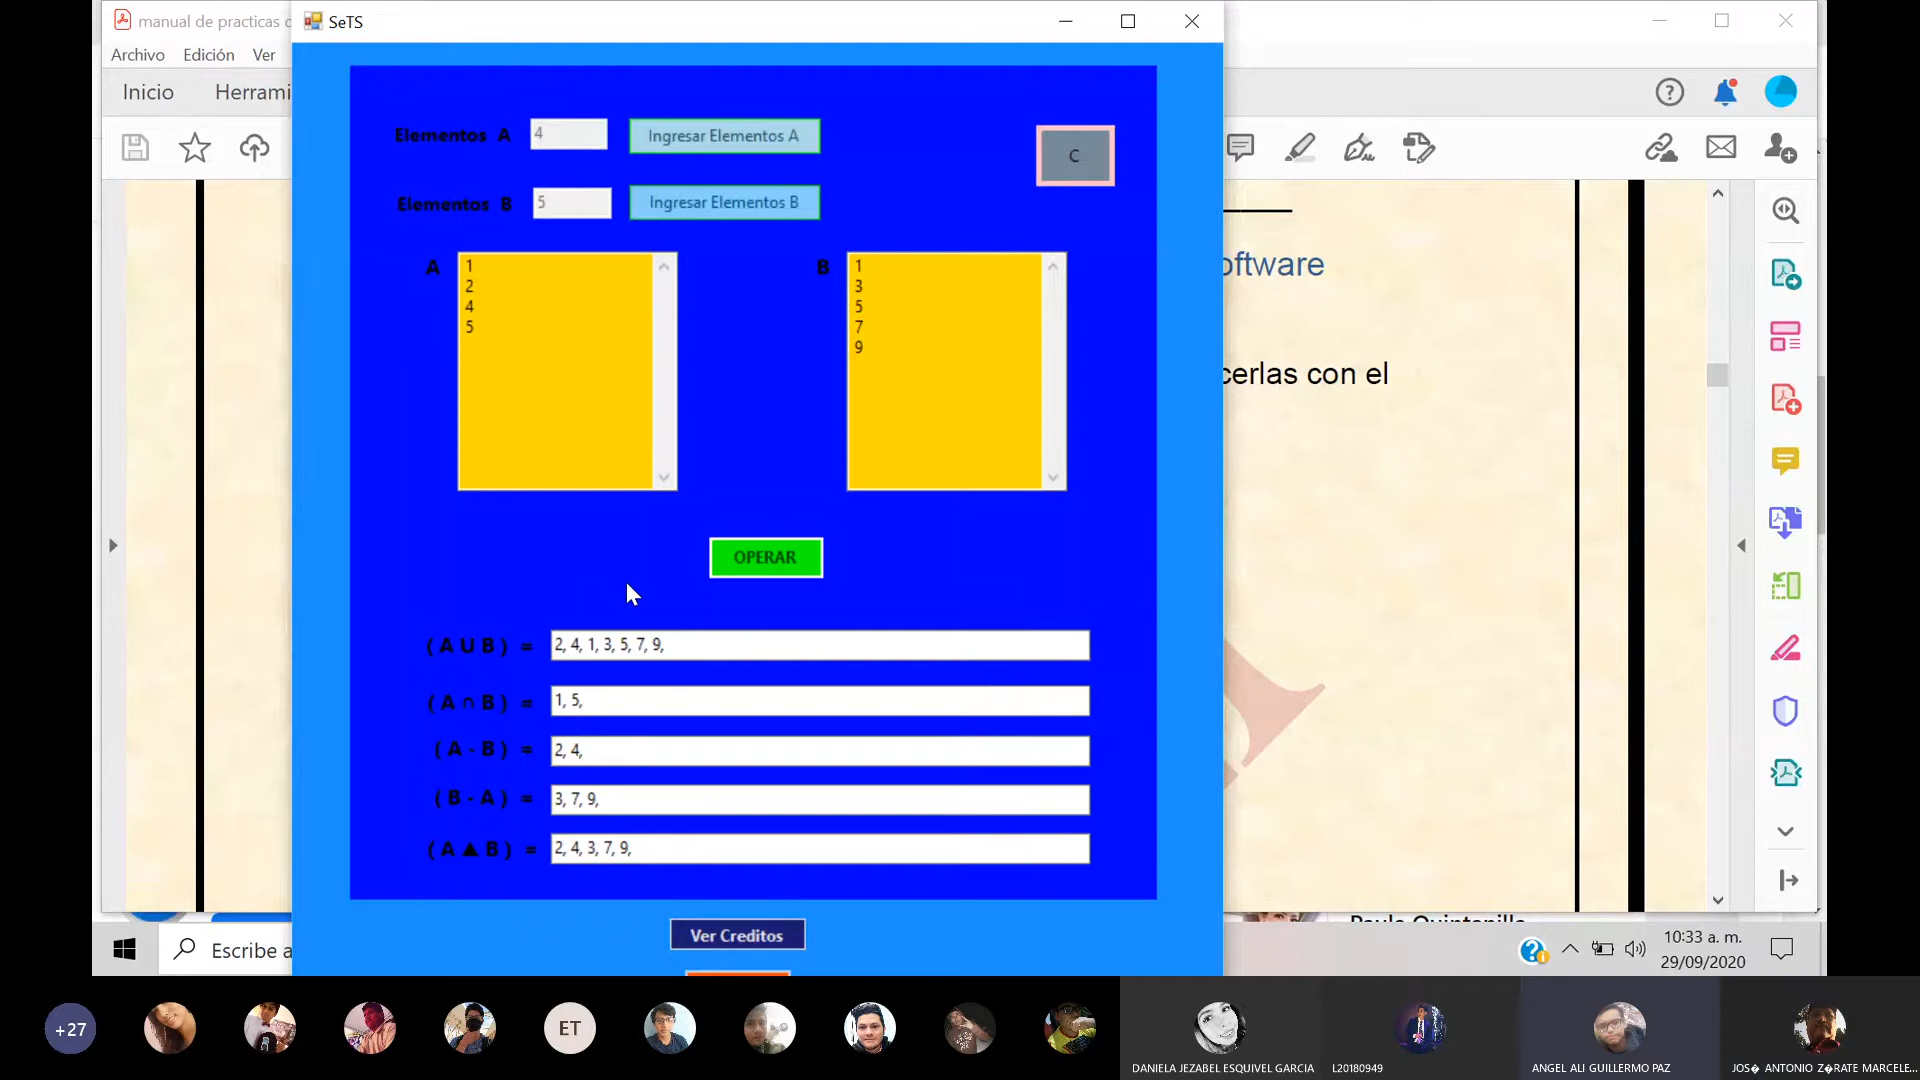 manual de practicas
SeTS
Archivo Edición Ver
Inicio Herrami
Elementos A 4 Ingresar Elementos A
C
Elementos B 5 Ingresar Elementos B
oftware
A
1
2
4
5
B
1
3
5
7
9
cerlas con el
OPERAR
( A U B ) = 2, 4, 1, 3, 5, 7, 9,
( A ∩ B ) = 1, 5,
( A - B ) = 2, 4,
( B - A ) = 3, 7, 9,
( A ▲ B ) = 2, 4, 3, 7, 9,
Ver Creditos
Escribe a
10:33 a. m.
29/09/2020
+27
ET
DANIELA JEZABEL ESQUIVEL GARCIA
L20180949
ANGEL ALI GUILLERMO PAZ
JOS� ANTONIO Z�RATE MARCELE...